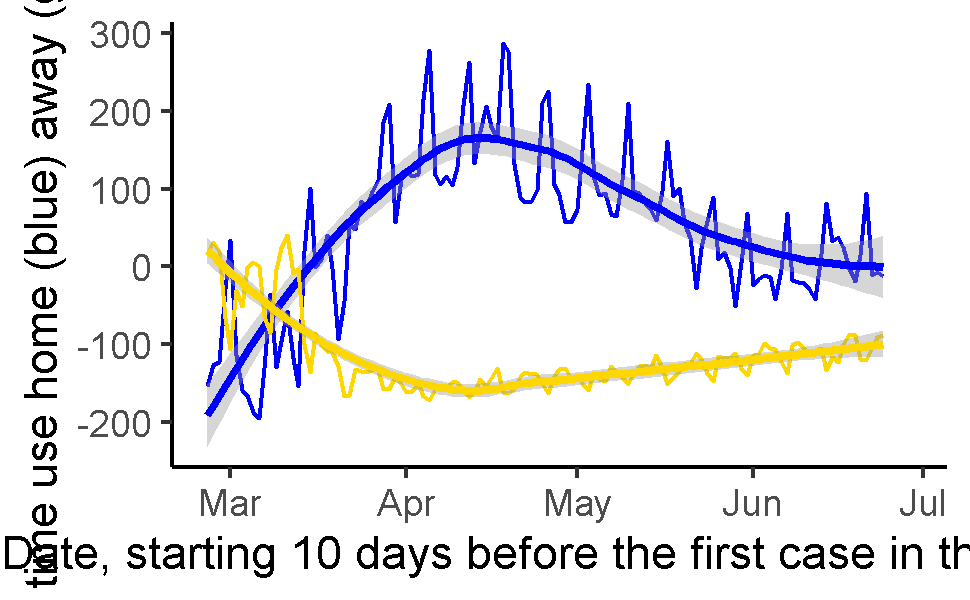 time use home (blue) away (
300
200
100
0
-100
-200
Mar Apr May Jun Jul
Date, starting 10 days before the first case in th